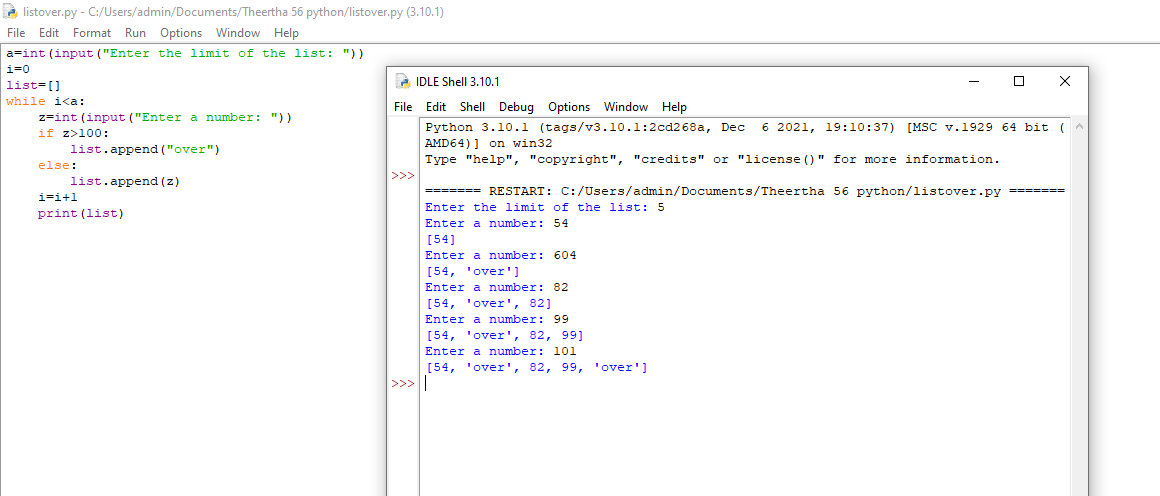 listover.py - C:/Users/admin/Documents/Theertha 56 python/listover.py (3.10.1)
File Edit Format Run Options Window Help
a=int(input("Enter the limit of the list: "))
i=0
list=[]
while i<a:
    z=int(input("Enter a number: "))
    if z>100:
        list.append("over")
    else:
        list.append(z)
    i=i+1
    print(list)
IDLE Shell 3.10.1
File Edit Shell Debug Options Window Help
Python 3.10.1 (tags/v3.10.1:2cd268a, Dec  6 2021, 19:10:37) [MSC v.1929 64 bit (
AMD64)] on win32
Type "help", "copyright", "credits" or "license()" for more information.
>>>
======= RESTART: C:/Users/admin/Documents/Theertha 56 python/listover.py =======
Enter the limit of the list: 5
Enter a number: 54
[54]
Enter a number: 604
[54, 'over']
Enter a number: 82
[54, 'over', 82]
Enter a number: 99
[54, 'over', 82, 99]
Enter a number: 101
[54, 'over', 82, 99, 'over']
>>>